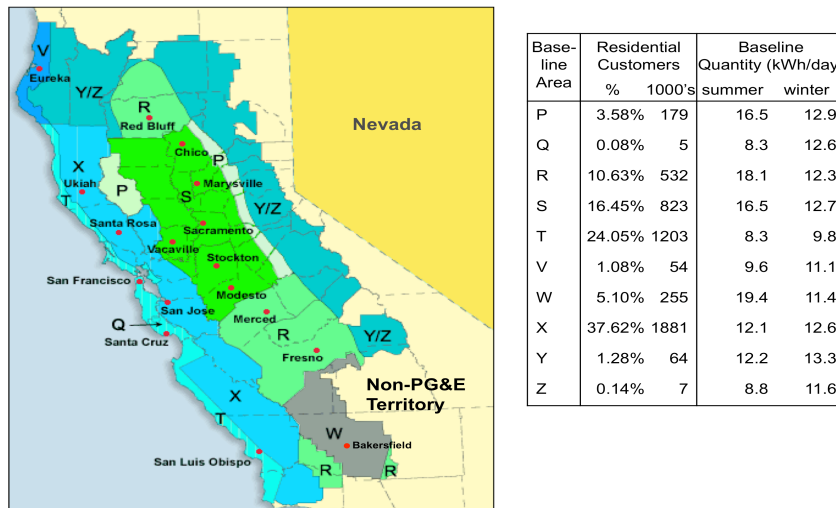 V
Eureka
Y/Z
R
Red Bluff
Nevada
Chico
P
X
Ukiah
T
P
Marysville
S
Y/Z
Santa Rosa
Sacramento
Vacaville
Stockton
San Francisco
Modesto
San Jose
Merced
Q
R
Santa Cruz
Y/Z
Fresno
Non-PG&E
Territory
X
T
W
Bakersfield
San Luis Obispo
R
R
Base-
line
Area
Residential
Customers
% 1000's
Baseline
Quantity (kWh/day
summer winter
P 3.58% 179 16.5 12.9
Q 0.08% 5 8.3 12.6
R 10.63% 532 18.1 12.3
S 16.45% 823 16.5 12.7
T 24.05% 1203 8.3 9.8
V 1.08% 54 9.6 11.1
W 5.10% 255 19.4 11.4
X 37.62% 1881 12.1 12.6
Y 1.28% 64 12.2 13.3
Z 0.14% 7 8.8 11.6